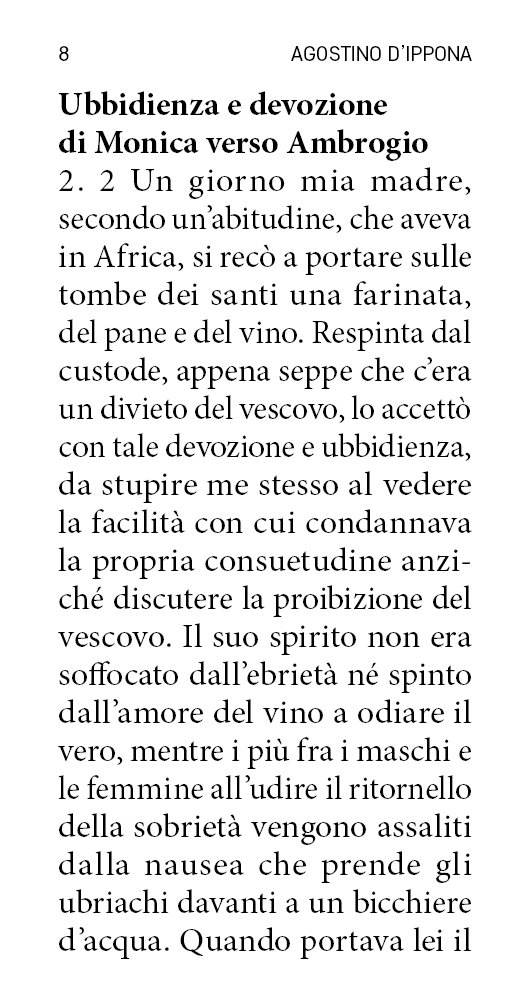 8 AGOSTINO D'IPPONA
Ubbidienza e devozione
di Monica verso Ambrogio
2. 2 Un giorno mia madre,
secondo un'abitudine, che aveva
in Africa, si recò a portare sulle
tombe dei santi una farinata,
del pane e del vino. Respinta dal
custode, appena seppe che c'era
un divieto del vescovo, lo accettò
con tale devozione e ubbidienza,
da stupire me stesso al vedere
la facilità con cui condannava
la propria consuetudine anzi-
ché discutere la proibizione del
vescovo. Il suo spirito non era
soffocato dall'ebrietà né spinto
dall'amore del vino a odiare il
vero, mentre i più fra i maschi e
le femmine all'udire il ritornello
della sobrietà vengono assaliti
dalla nausea che prende gli
ubriachi davanti a un bicchiere
d'acqua. Quando portava lei il